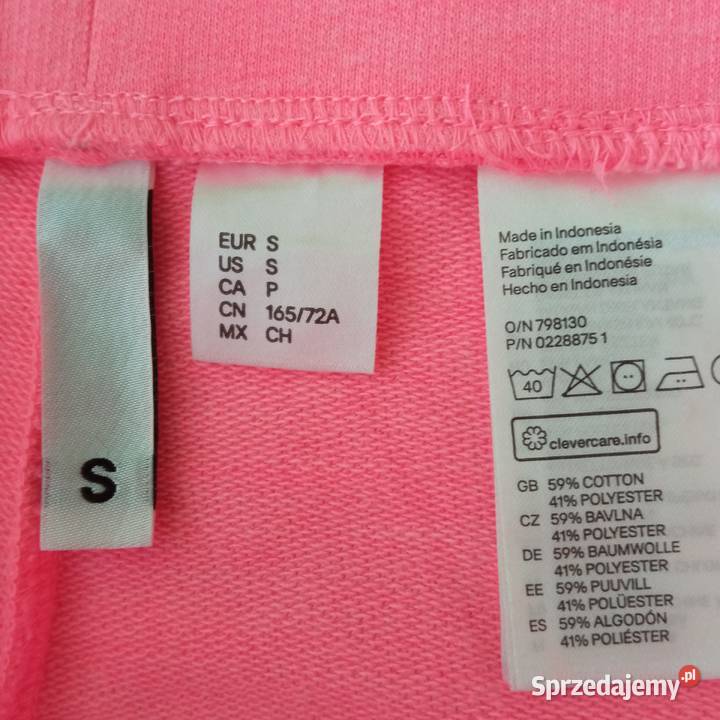 S
EUR S
US S
CA P
CN 165/72A
MX CH
Made in Indonesia
Fabricado em Indonésia
Fabriqué en Indonésie
Hecho en Indonesia
O/N 798130
P/N 0228875 1
40
clevercare.info
GB 59% COTTON
41% POLYESTER
CZ 59% BAVLNA
41% POLYESTER
DE 59% BAUMWOLLE
41% POLYESTER
EE 59% PUUVILL
41% POLÜESTER
ES 59% ALGODÓN
41% POLIÉSTER
Sprzedajemy.pl